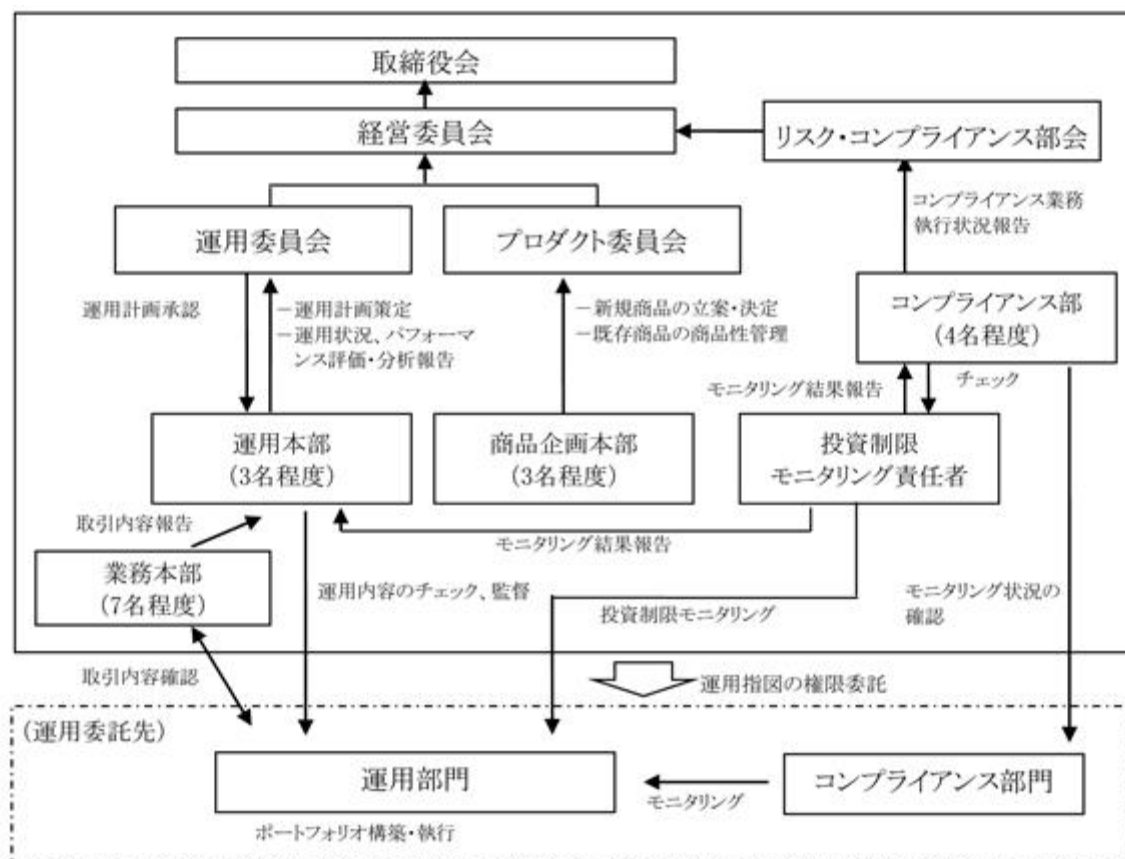 取締役会
経営委員会
リスク・コンプライアンス部会
コンプライアンス業務
執行状況報告
運用委員会
プロダクト委員会
運用計画承認
－運用計画策定
－運用状況、パフォーマ
ンス評価・分析報告
－新規商品の立案・決定
－既存商品の商品性管理
コンプライアンス部
(4名程度)
モニタリング結果報告
チェック
運用本部
(3名程度)
商品企画本部
(3名程度)
投資制限
モニタリング責任者
取引内容報告
モニタリング結果報告
業務本部
(7名程度)
運用内容のチェック、監督
投資制限モニタリング
モニタリング状況の
確認
取引内容確認
運用指図の権限委託
(運用委託先)
運用部門
モニタリング
コンプライアンス部門
ポートフォリオ構築・執行